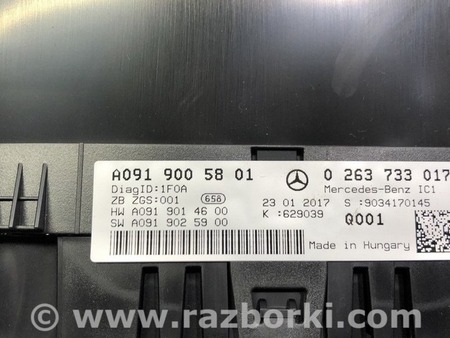 A091 900 58 01 0 263 733 017
DiagID:1F0A Mercedes-Benz IC1
ZB ZGS:001 658 23 01 2017 S :9034170145
HW A091 901 46 00 K :629039 Q001
SW A091 902 59 00
Made in Hungary
www.razborki.com